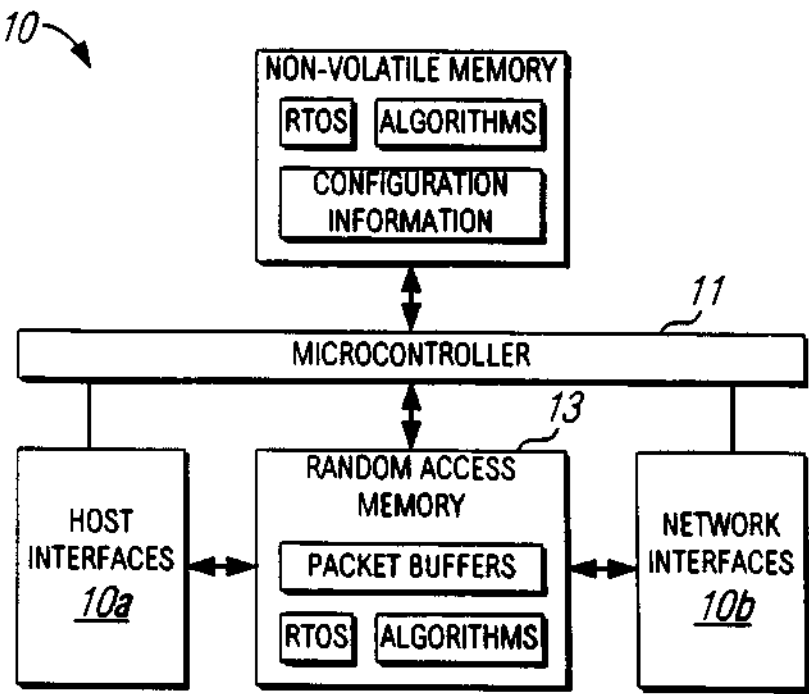 10
NON-VOLATILE MEMORY
RTOS
ALGORITHMS
CONFIGURATION
INFORMATION
11
MICROCONTROLLER
13
HOST
INTERFACES
10a
RANDOM ACCESS
MEMORY
PACKET BUFFERS
RTOS
ALGORITHMS
NETWORK
INTERFACES
10b